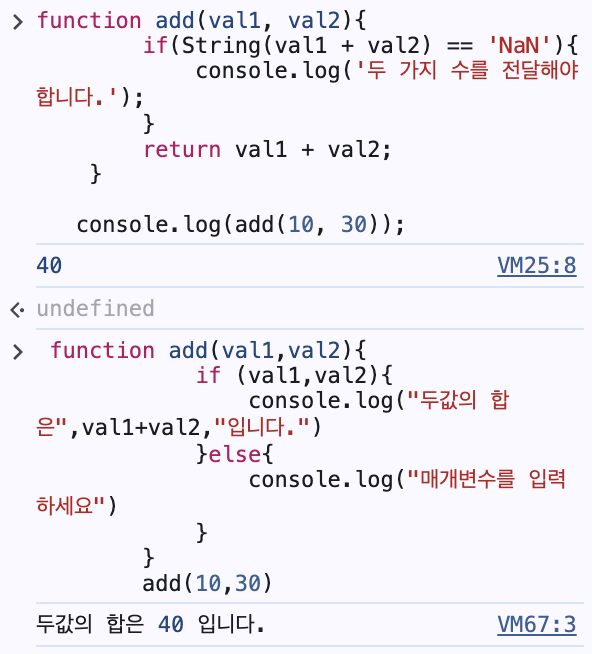 function add(val1, val2){
if(String(val1 + val2) == 'NaN'){
console.log('두 가지 수를 전달해야
합니다.');
}
return val1 + val2;
}
console.log(add(10, 30));
40 VM25:8
undefined
function add(val1,val2){
if (val1,val2){
console.log("두값의 합
은",val1+val2,"입니다.")
}else{
console.log("매개변수를 입력
하세요")
}
}
add(10,30)
두값의 합은 40 입니다. VM67:3